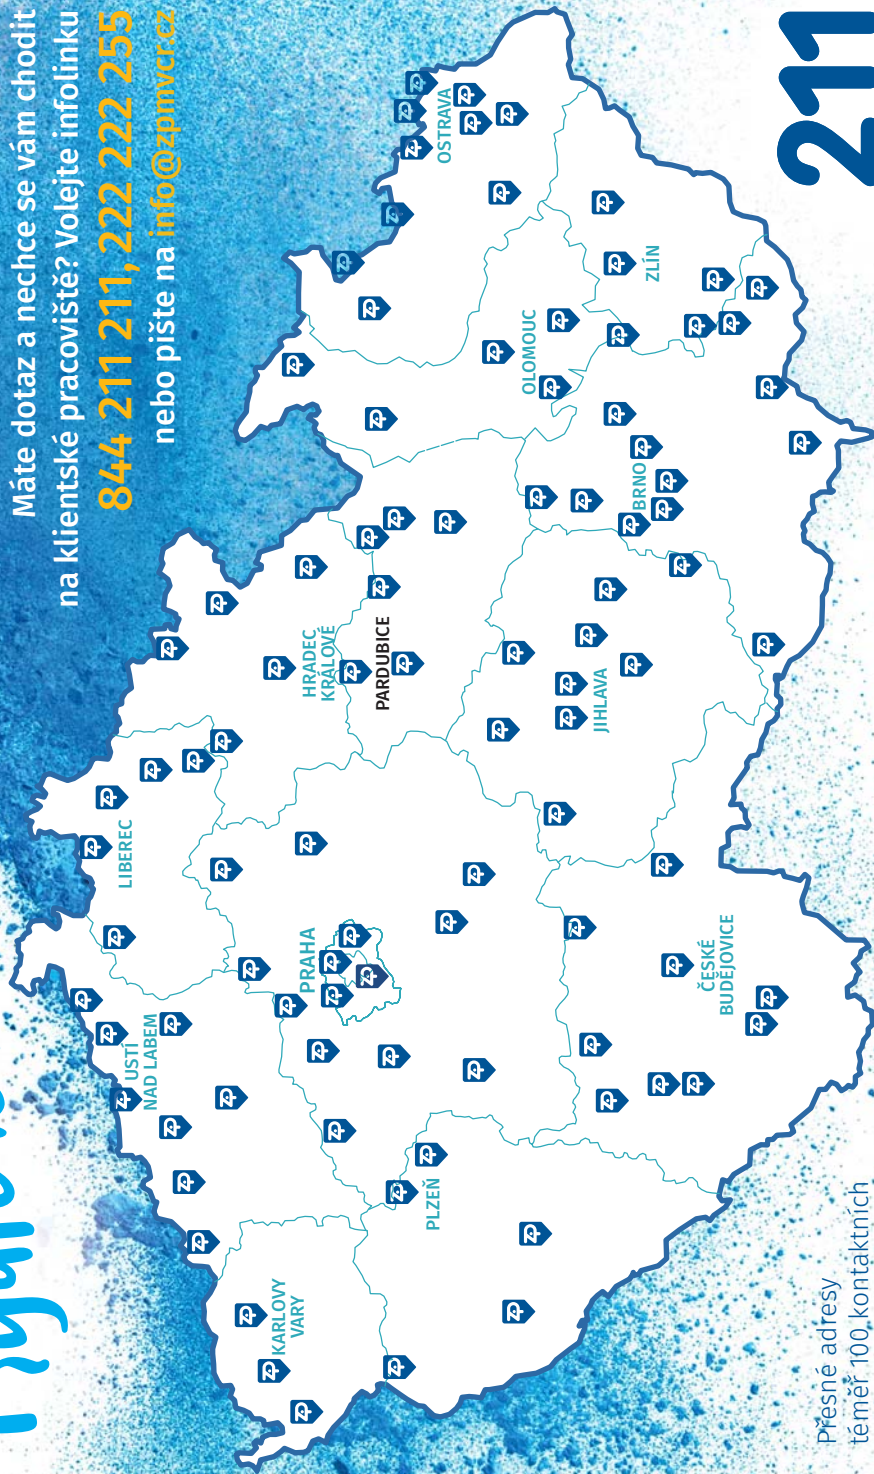 Máte dotaz a nechce se vám chodit
na klientské pracoviště? Volejte infolinku
844 211 211, 222 222 255
nebo pište na info@zpmvcr.cz
LIBEREC
ÚSTÍ
NAD LABEM
KARLOVY
VARY
HRADEC
KRÁLOVÉ
PRAHA
PARDUBICE
OSTRAVA
PLZEŇ
OLOMOUC
JIHLAVA
BRNO
ZLÍN
ČESKÉ
BUDĚJOVICE
211
Přesné adresy
téměř 100 kontaktních